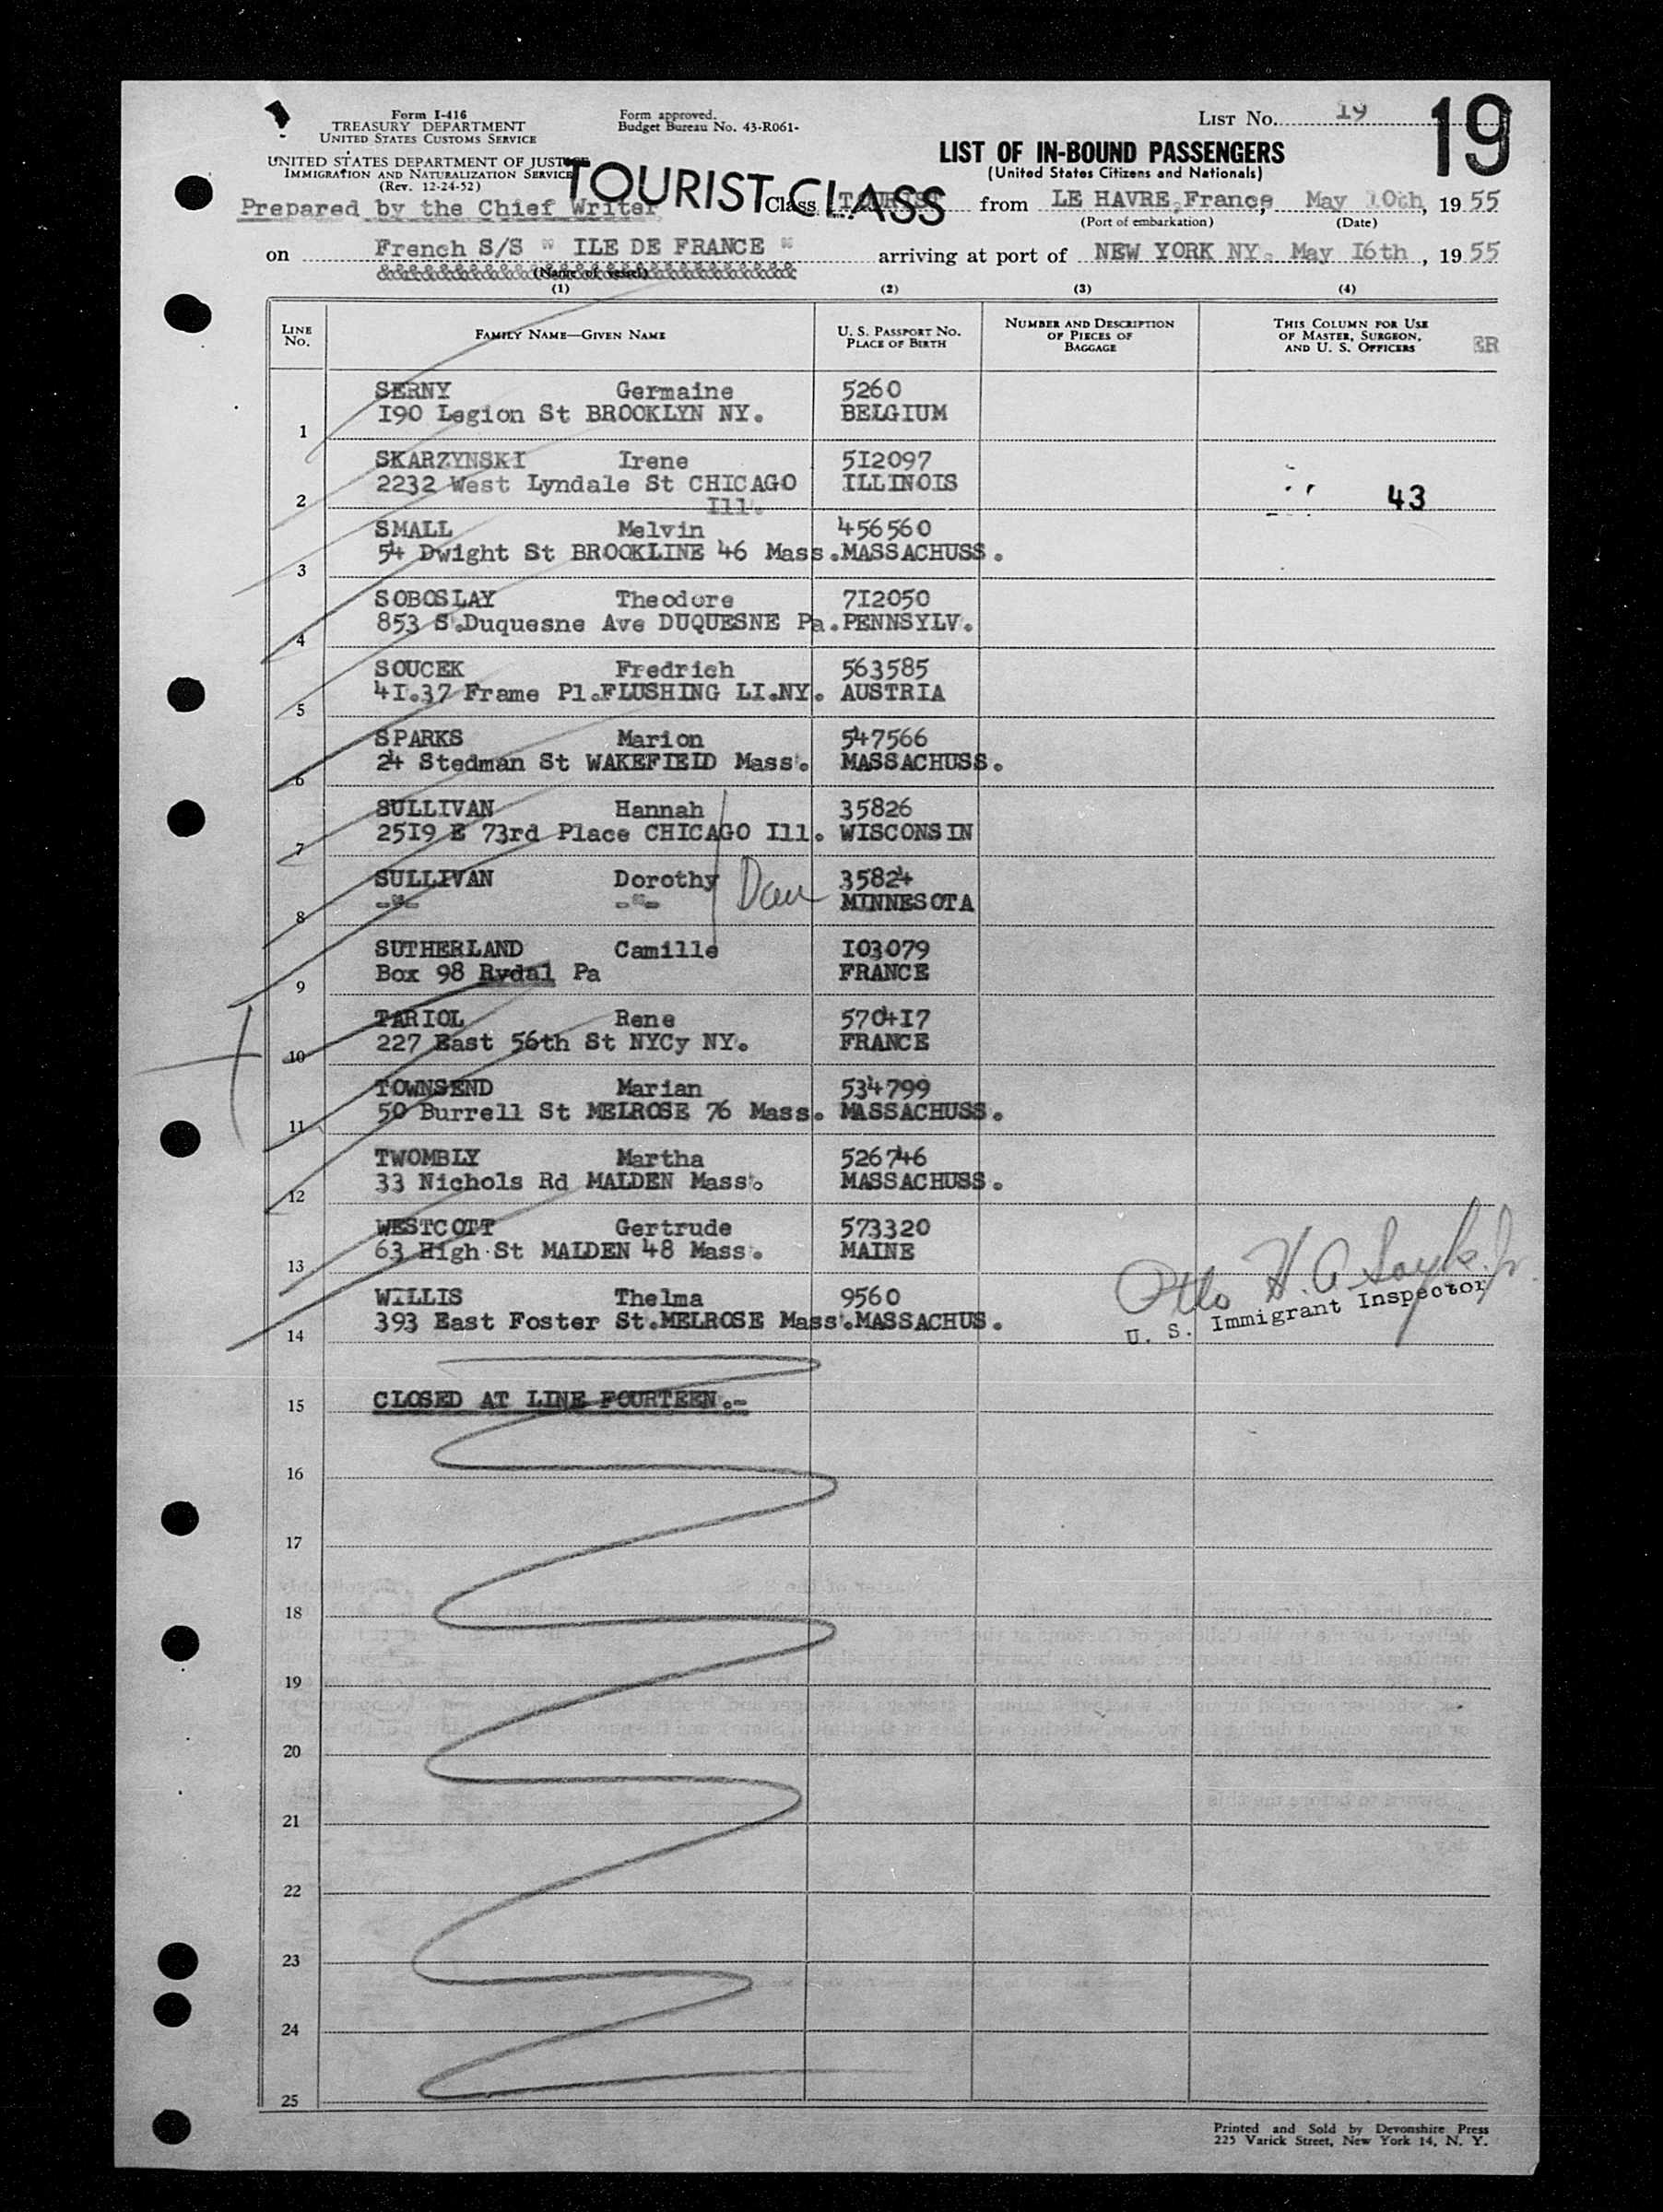 Form I-416
TREASURY DEPARTMENT
UNITED STATES CUSTOMS SERVICE
Form approved.
Budget Bureau No. 43-R061-
LIST NO. 19
19
UNITED STATES DEPARTMENT OF JUSTICE
IMMIGRATION AND NATURALIZATION SERVICE
(Rev. 12-24-52)
TOURIST CLASS
LIST OF IN-BOUND PASSENGERS
(United States Citizens and Nationals)
Prepared by the Chief Writer
Class TOURIST from LE HAVRE,France, May 10th, 19 55
(Port of embarkation) (Date)
on French S/S " ILE DE FRANCE " arriving at port of NEW YORK NY. May I6th, 19 55
(Name of vessel)
(1) (2) (3) (4)
LINE No.
FAMILY NAME—GIVEN NAME
U. S. PASSPORT NO. PLACE OF BIRTH
NUMBER AND DESCRIPTION OF PIECES OF BAGGAGE
THIS COLUMN FOR USE OF MASTER, SURGEON, AND U. S. OFFICERS
ER
SERNY Germaine 5260
1 I90 Legion St BROOKLYN NY. BELGIUM
SKARZYNSKI Irene 5I2097
2 2232 West Lyndale St CHICAGO ILLINOIS
Ill.
43
SMALL Melvin 456560
3 54 Dwight St BROOKLINE 46 Mass. MASSACHUSS.
SOBOSLAY Theodore 7I2050
4 853 S.Duquesne Ave DUQUESNE Pa. PENNSYLV.
SOUCEK Fredrich 563585
5 4I.37 Frame Pl.FLUSHING LI.NY. AUSTRIA
SPARKS Marion 547566
6 24 Stedman St WAKEFIELD Mass. MASSACHUSS.
SULLIVAN Hannah 35826
7 25I9 E 73rd Place CHICAGO Ill. WISCONSIN
SULLIVAN Dorothy 35824
8 -"- -"- MINNESOTA
SUTHERLAND Camille I03079
9 Box 98 Rydal Pa FRANCE
TARIOL Rene 5704I7
10 227 East 56th St NYCy NY. FRANCE
TOWNSEND Marian 534799
11 50 Burrell St MELROSE 76 Mass. MASSACHUSS.
TWOMBLY Martha 526746
12 33 Nichols Rd MALDEN Mass. MASSACHUSS.
WESTCOTT Gertrude 573320
13 63 High St MALDEN 48 Mass. MAINE
WILLIS Thelma 9560
14 393 East Foster St.MELROSE Mass. MASSACHUS.
U. S. Immigrant Inspector
15 CLOSED AT LINE FOURTEEN.-
16
17
18
19
20
21
22
23
24
25
Printed and Sold by Devonshire Press
225 Varick Street, New York 14, N. Y.